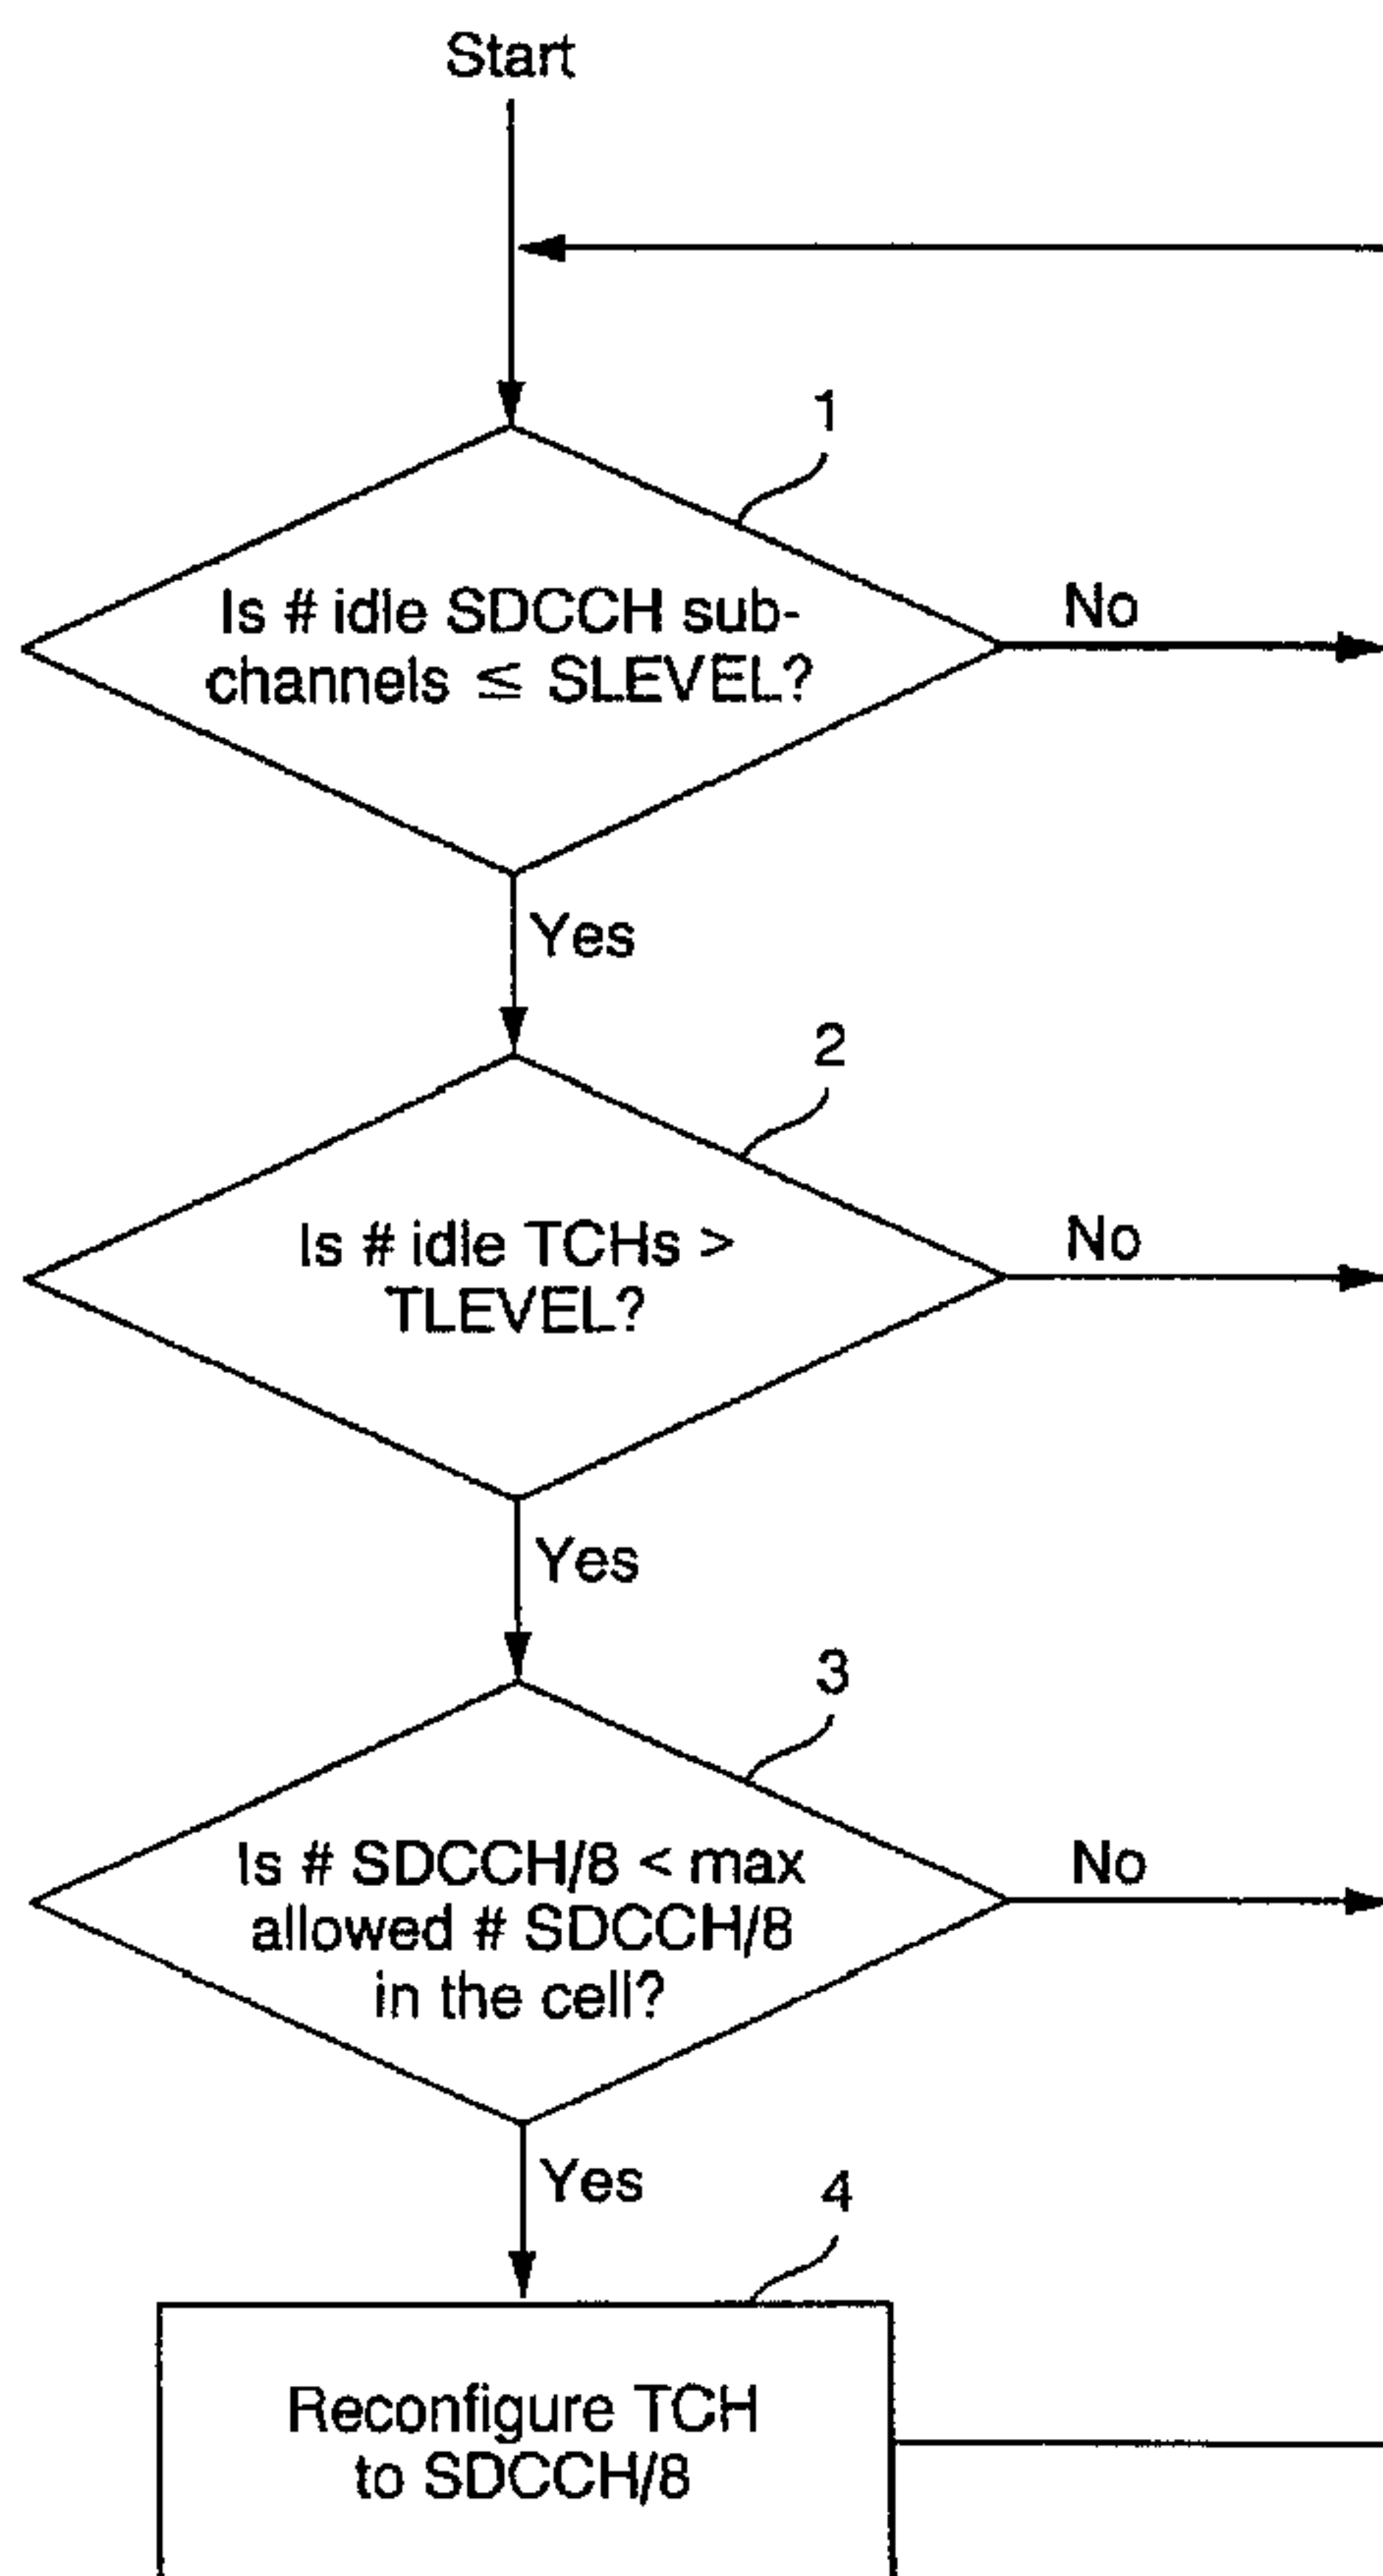 Start
1
Is # idle SDCCH sub-
channels ≤ SLEVEL?
No
Yes
2
Is # idle TCHs >
TLEVEL?
No
Yes
3
Is # SDCCH/8 < max
allowed # SDCCH/8
in the cell?
No
Yes
4
Reconfigure TCH
to SDCCH/8